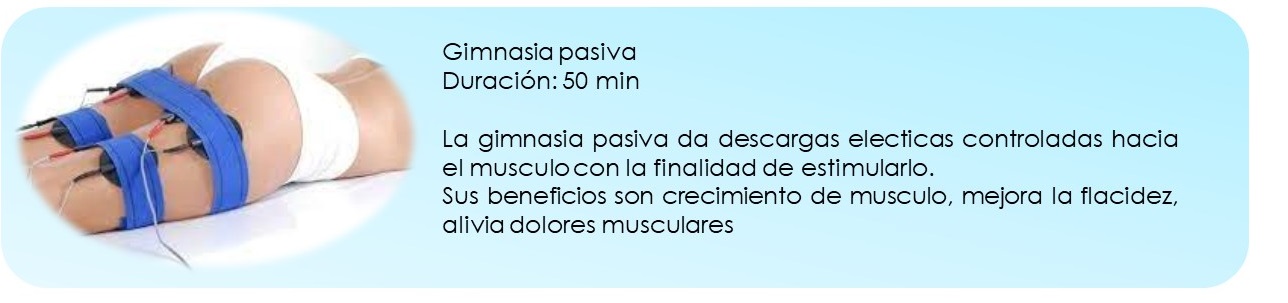 Gimnasia pasiva
Duración: 50 min
La gimnasia pasiva da descargas electicas controladas hacia
el musculo con la finalidad de estimularlo.
Sus beneficios son crecimiento de musculo, mejora la flacidez,
alivia dolores musculares